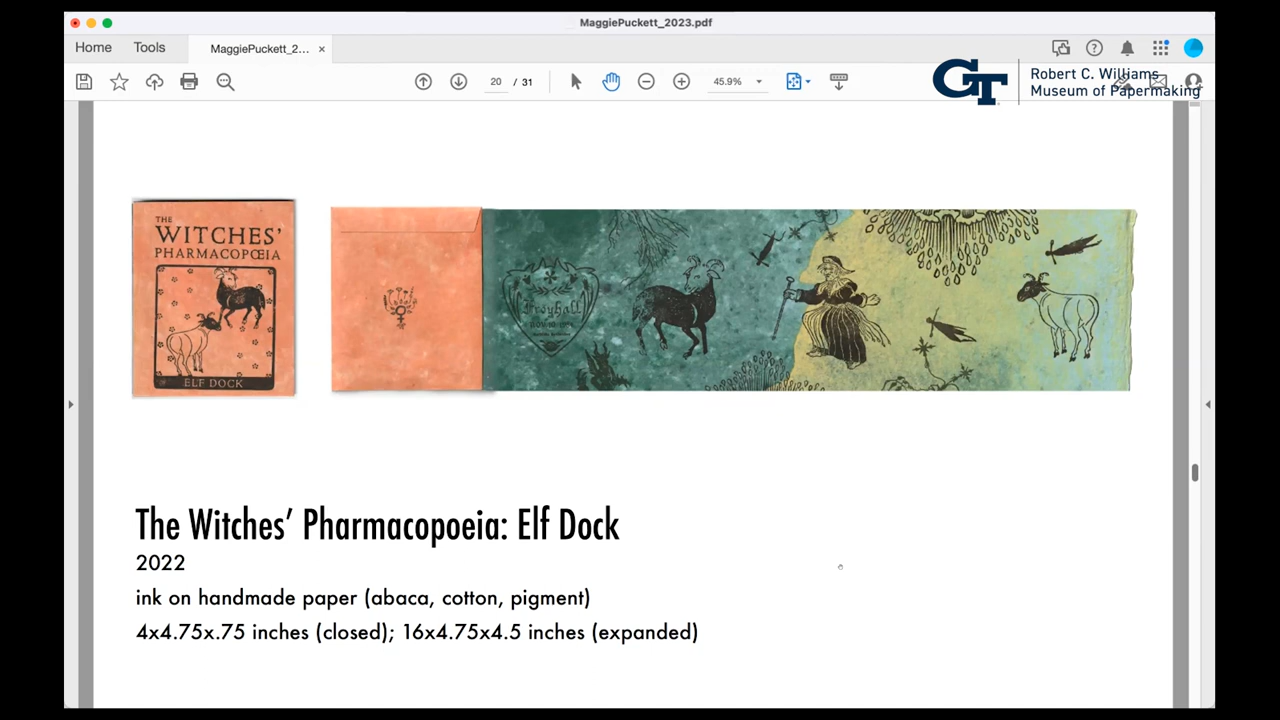 MaggiePuckett_2023.pdf
Home
Tools
MaggiePuckett_2...
20 / 31
45.9%
GT
Robert C. Williams
Museum of Papermaking
THE
WITCHES'
PHARMACOPŒIA
ELF DOCK
The Witches' Pharmacopoeia: Elf Dock
2022
ink on handmade paper (abaca, cotton, pigment)
4x4.75x.75 inches (closed); 16x4.75x4.5 inches (expanded)